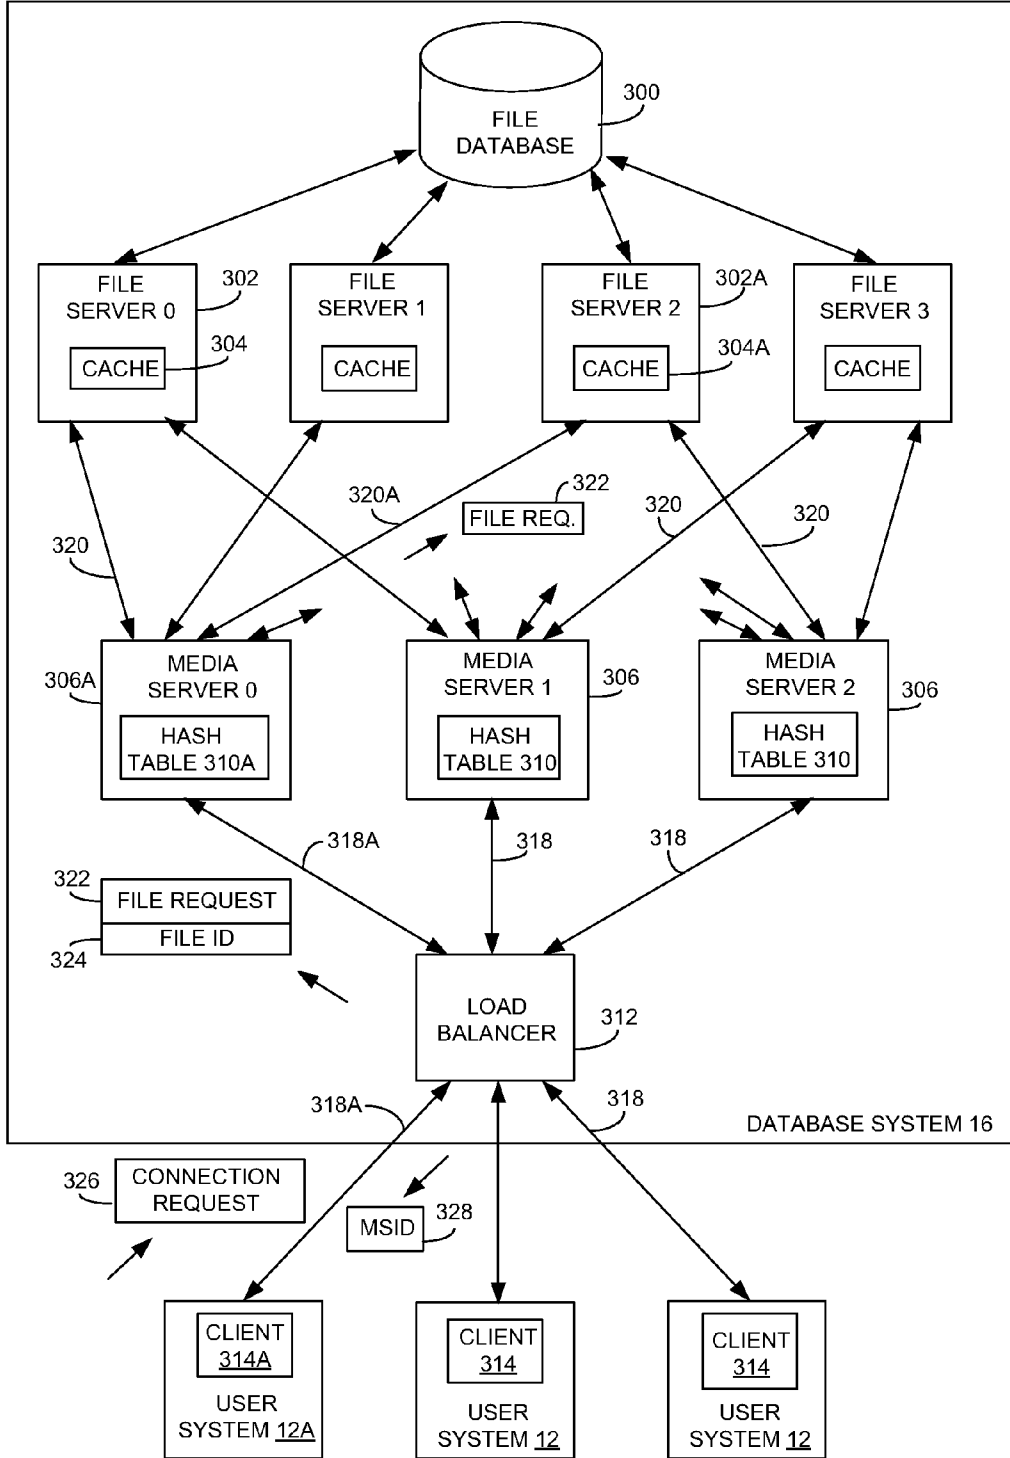 FILE
DATABASE
300
FILE
SERVER 0
302
CACHE
304
FILE
SERVER 1
CACHE
FILE
SERVER 2
302A
CACHE
304A
FILE
SERVER 3
CACHE
320
320A
322
FILE REQ.
320
320
306A
MEDIA
SERVER 0
HASH
TABLE 310A
MEDIA
SERVER 1
306
HASH
TABLE 310
MEDIA
SERVER 2
306
HASH
TABLE 310
318A
318
318
322
FILE REQUEST
FILE ID
324
LOAD
BALANCER
312
318A
318
DATABASE SYSTEM 16
326
CONNECTION
REQUEST
MSID
328
CLIENT
314A
USER
SYSTEM 12A
CLIENT
314
USER
SYSTEM 12
CLIENT
314
USER
SYSTEM 12